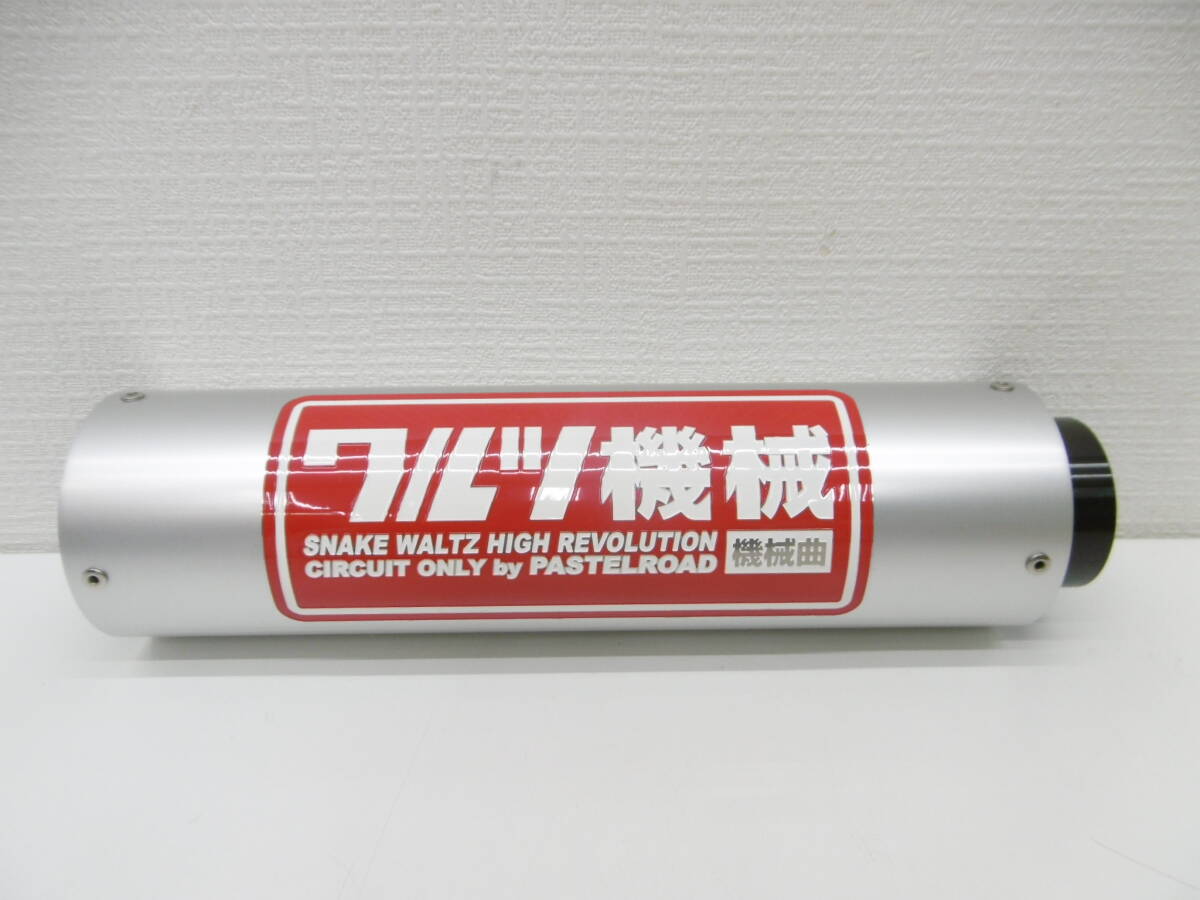 ワルツ機械
SNAKE WALTZ HIGH REVOLUTION
CIRCUIT ONLY by PASTELROAD
機械曲